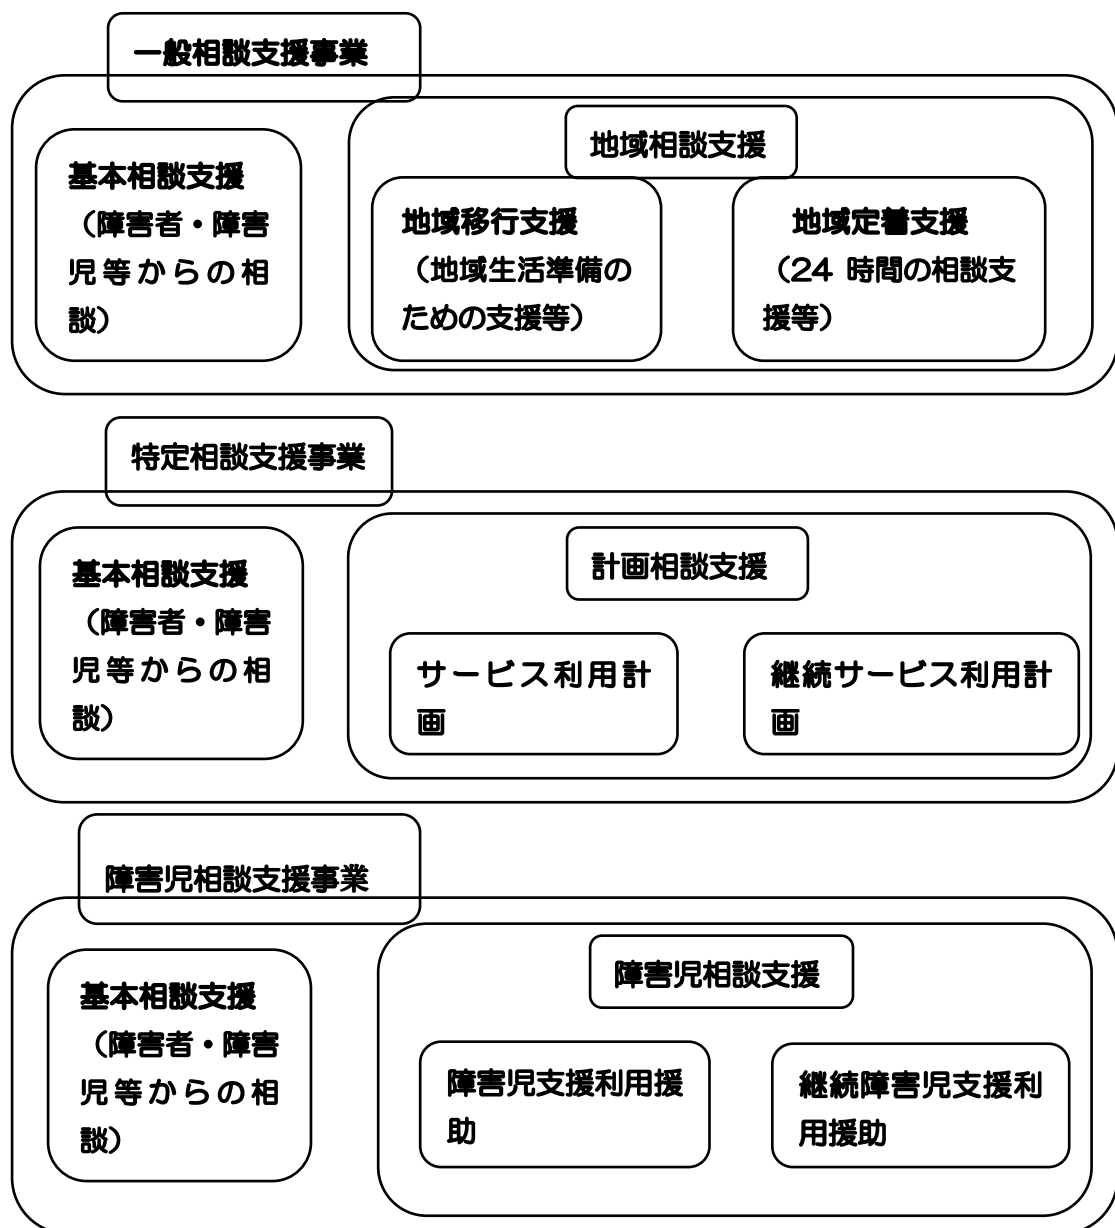 一般相談支援事業
基本相談支援
（障害者・障害
児等からの相
談）
地域相談支援
地域移行支援
（地域生活準備の
ための支援等）
地域定着支援
（24 時間の相談支
援等）
特定相談支援事業
基本相談支援
（障害者・障害
児等からの相
談）
計画相談支援
サービス利用計
画
継続サービス利用計
画
障害児相談支援事業
基本相談支援
（障害者・障害
児等からの相
談）
障害児相談支援
障害児支援利用援
助
継続障害児支援利
用援助